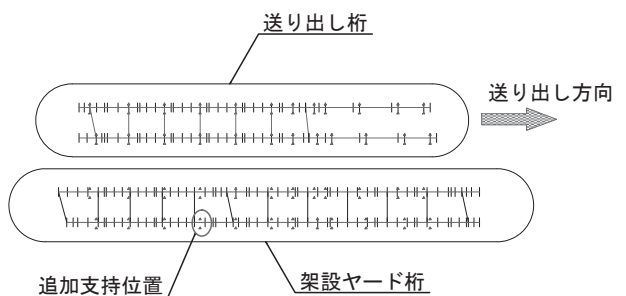 送り出し桁
送り出し方向
追加支持位置
架設ヤード桁